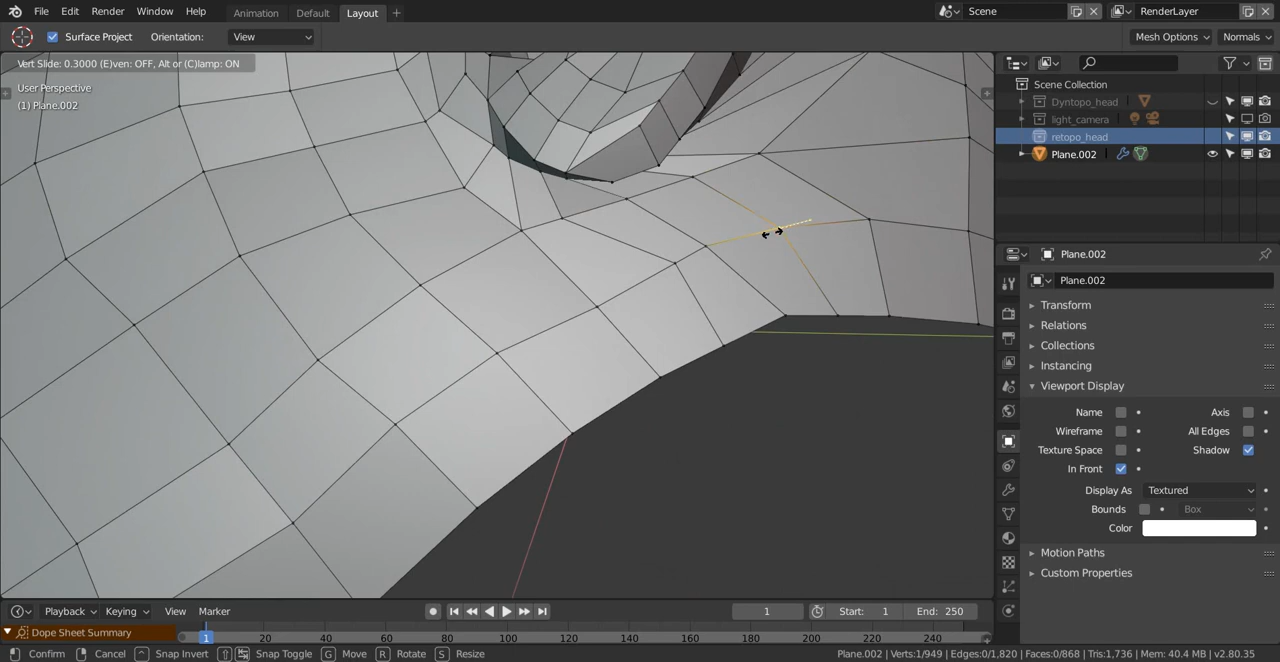 File Edit Render Window Help Animation Default Layout Scene RenderLayer
Surface Project Orientation: View Mesh Options Normals
Vert Slide: 0.3000 (E)ven: OFF, Alt or (C)lamp: ON
User Perspective
(1) Plane.002
Scene Collection
Dyntopo_head
light_camera
retopo_head
Plane.002
Plane.002
Plane.002
Transform
Relations
Collections
Instancing
Viewport Display
Name Axis
Wireframe All Edges
Texture Space Shadow
In Front
Display As Textured
Bounds Box
Color
Motion Paths
Custom Properties
Playback Keying View Marker 1 Start: 1 End: 250
Dope Sheet Summary 1 20 40 60 80 100 120 140 160 180 200 220 240
Confirm Cancel Snap Invert Snap Toggle G Move R Rotate S Resize Plane.002 | Verts:1/949 | Edges:0/1,820 | Faces:0/868 | Tris:1,736 | Mem: 40.4 MB | v2.80.35